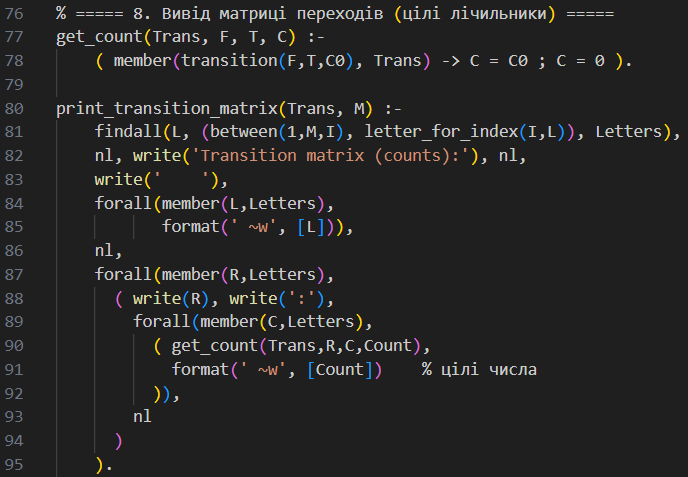 76 % ===== 8. Вивід матриці переходів (цілі лічильники) =====
77 get_count(Trans, F, T, C) :-
78     ( member(transition(F,T,C0), Trans) -> C = C0 ; C = 0 ).
79
80 print_transition_matrix(Trans, M) :-
81     findall(L, (between(1,M,I), letter_for_index(I,L)), Letters),
82     nl, write('Transition matrix (counts):'), nl,
83     write('    '),
84     forall(member(L,Letters),
85            format(' ~w', [L])),
86     nl,
87     forall(member(R,Letters),
88       ( write(R), write(':'),
89         forall(member(C,Letters),
90           ( get_count(Trans,R,C,Count),
91             format(' ~w', [Count])    % цілі числа
92           )),
93         nl
94       )
95     ).